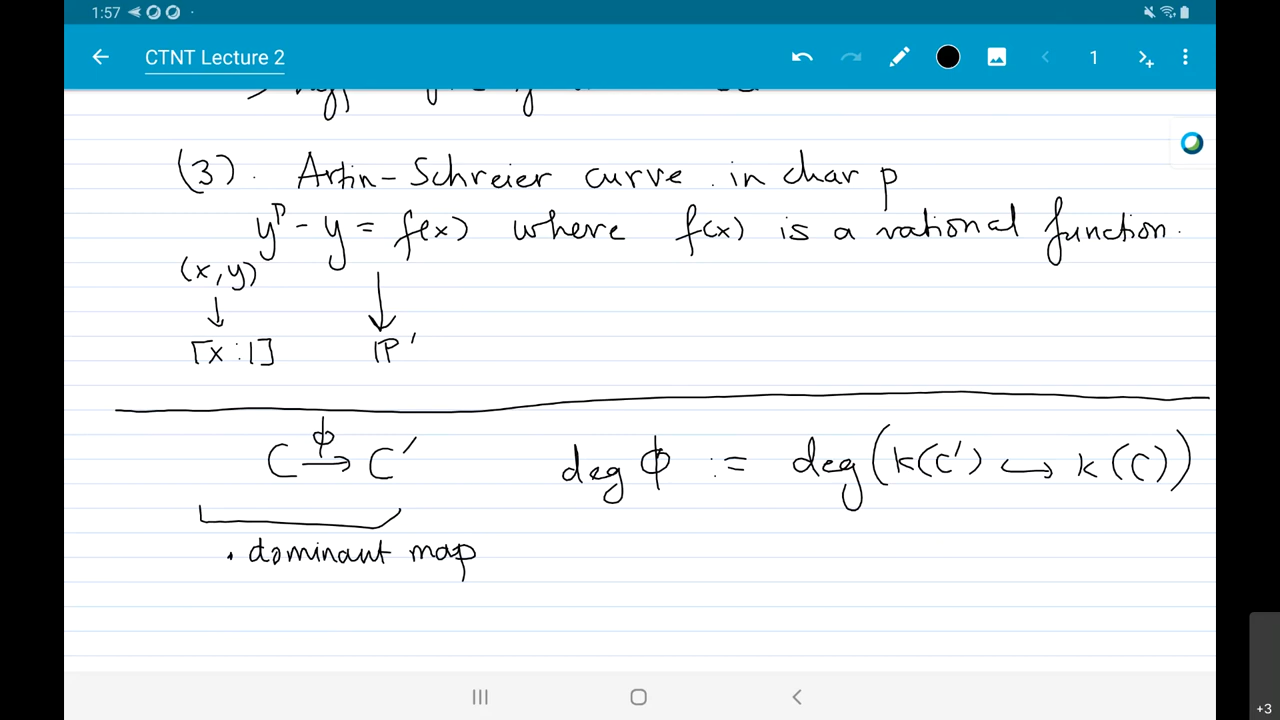 1:57
CTNT Lecture 2
1
(3). Artin-Schreier curve. in char p
y^p - y = f(x) where f(x) is a rational function.
(x, y)
↓ ↓
[x:1] ℙ'
C →^ϕ C' deg ϕ := deg(k(C') ↪ k(C))
. dominant map
+3